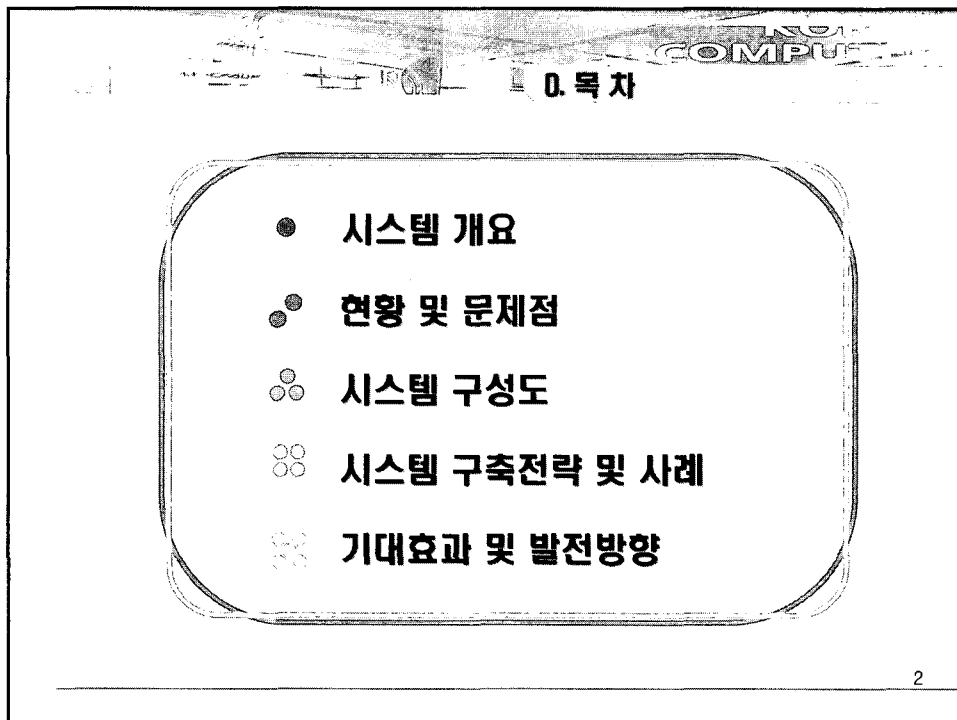 COMPU
0. 목 차
시스템 개요
현황 및 문제점
시스템 구성도
시스템 구축전략 및 사례
기대효과 및 발전방향
2